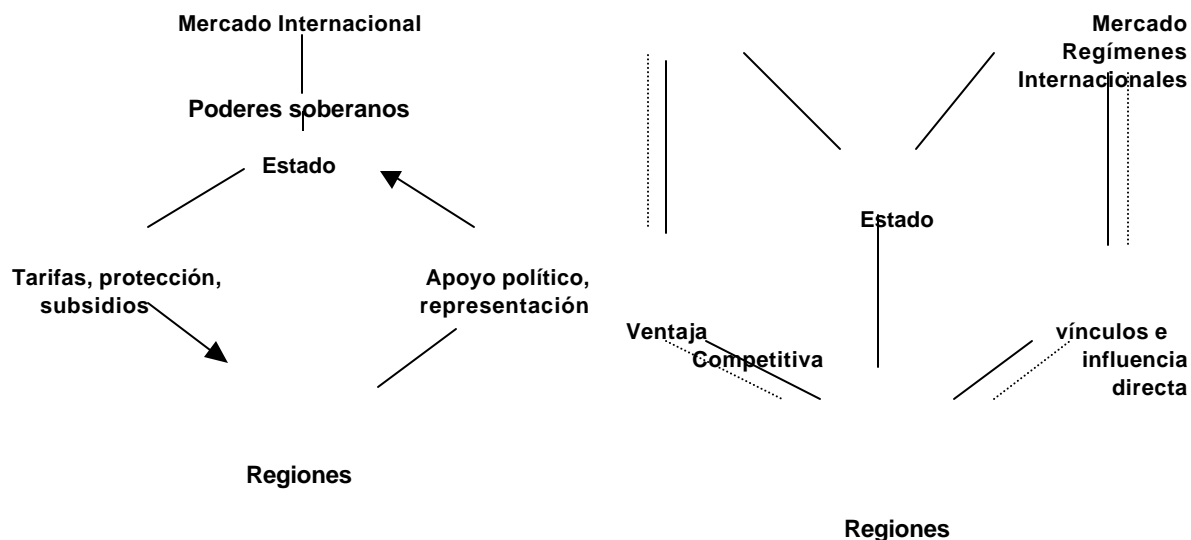 Mercado Internacional
Poderes soberanos
Estado
Tarifas, protección,
subsidios
Apoyo político,
representación
Regiones
Mercado
Regímenes
Internacionales
Estado
Ventaja
Competitiva
vínculos e
influencia
directa
Regiones